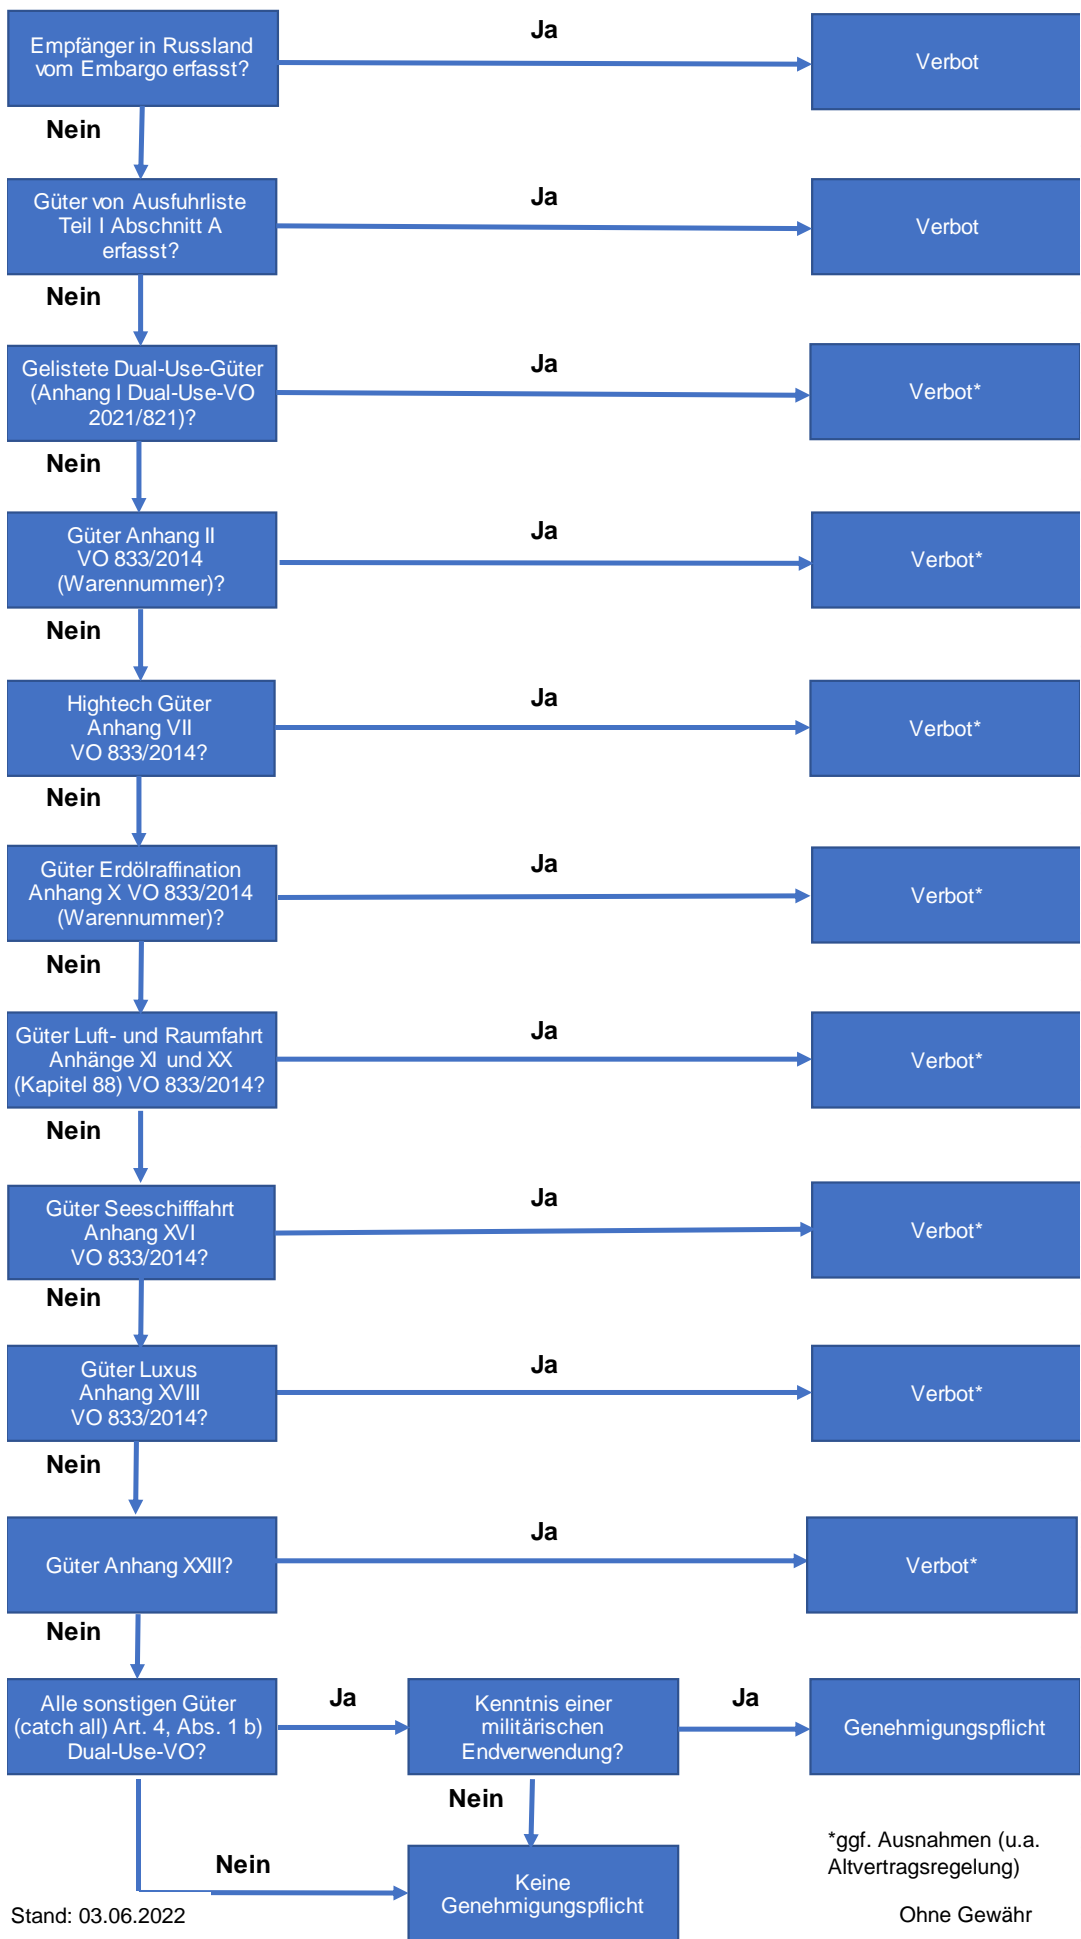 Ja
Empfänger in Russland
vom Embargo erfasst?
Verbot
Nein
Ja
Güter von Ausfuhrliste
Teil I Abschnitt A
erfasst?
Verbot
Nein
Ja
Gelistete Dual-Use-Güter
(Anhang I Dual-Use-VO
2021/821)?
Verbot*
Nein
Ja
Güter Anhang II
VO 833/2014
(Warennummer)?
Verbot*
Nein
Ja
Hightech Güter
Anhang VII
VO 833/2014?
Verbot*
Nein
Ja
Güter Erdölraffination
Anhang X VO 833/2014
(Warennummer)?
Verbot*
Nein
Ja
Güter Luft- und Raumfahrt
Anhänge XI und XX
(Kapitel 88) VO 833/2014?
Verbot*
Nein
Ja
Güter Seeschifffahrt
Anhang XVI
VO 833/2014?
Verbot*
Nein
Ja
Güter Luxus
Anhang XVIII
VO 833/2014?
Verbot*
Nein
Ja
Güter Anhang XXIII?
Verbot*
Nein
Alle sonstigen Güter
(catch all) Art. 4, Abs. 1 b)
Dual-Use-VO?
Ja
Kenntnis einer
militärischen
Endverwendung?
Ja
Genehmigungspflicht
Nein
Nein
Keine
Genehmigungspflicht
*ggf. Ausnahmen (u.a.
Altvertragsregelung)
Stand: 03.06.2022
Ohne Gewähr